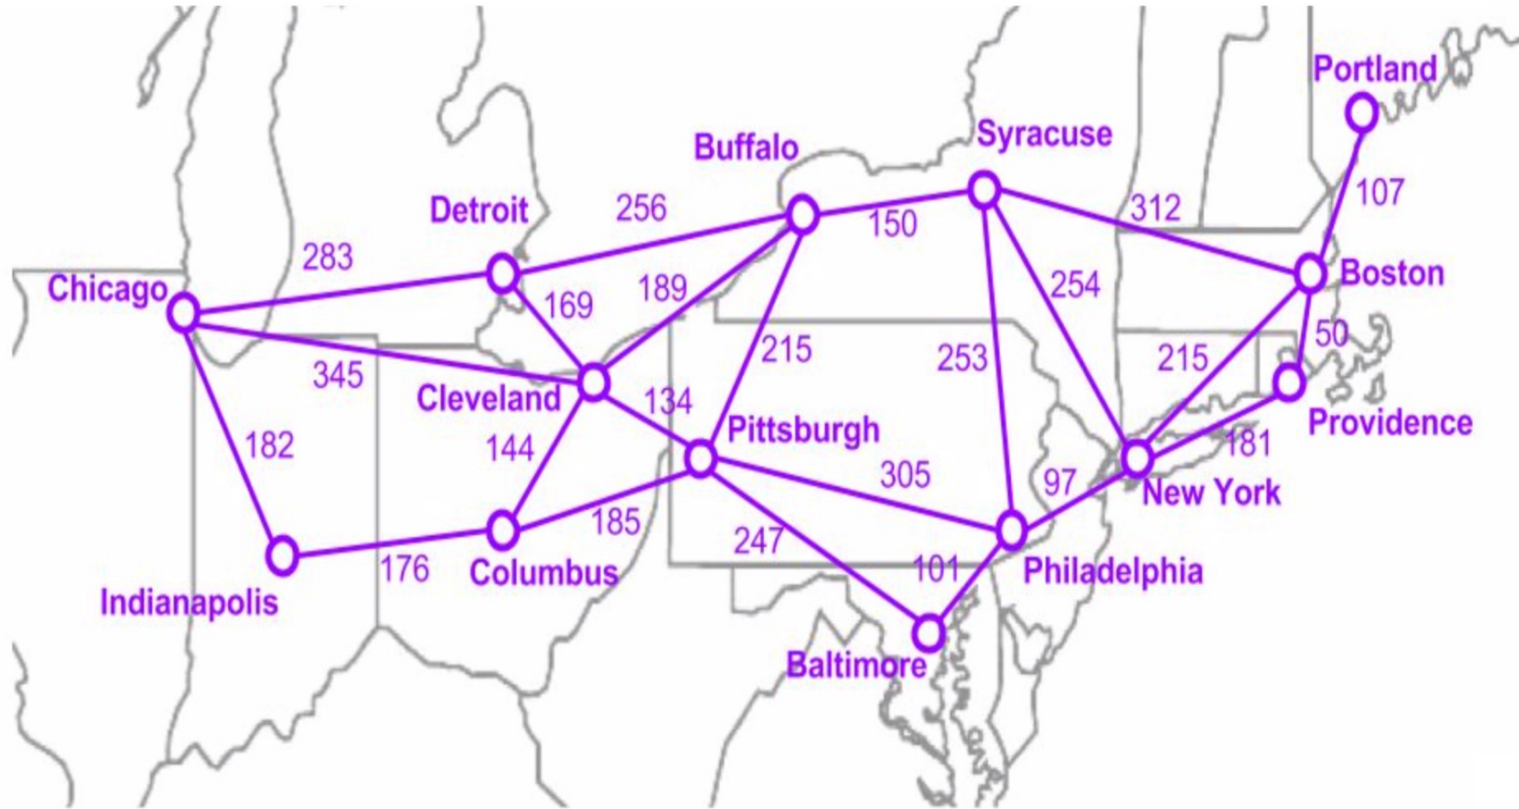 Portland
Syracuse
Buffalo
107
Detroit
256
312
150
283
Boston
Chicago
254
189
169
50
215
253
215
345
Cleveland
134
Providence
Pittsburgh
182
144
181
305
97
New York
185
247
176
Columbus
101
Philadelphia
Indianapolis
Baltimore